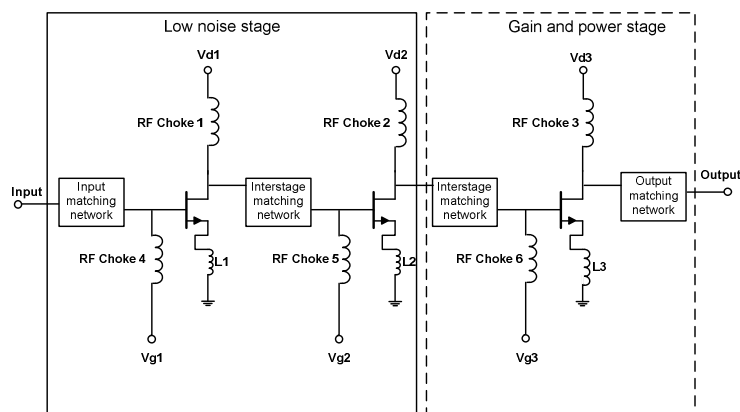 Low noise stage
Gain and power stage
Vd1
Vd2
Vd3
RF Choke 1
RF Choke 2
RF Choke 3
Input
Input
matching
network
Interstage
matching
network
Interstage
matching
network
Output
matching
network
Output
RF Choke 4
L1
RF Choke 5
L2
RF Choke 6
L3
Vg1
Vg2
Vg3